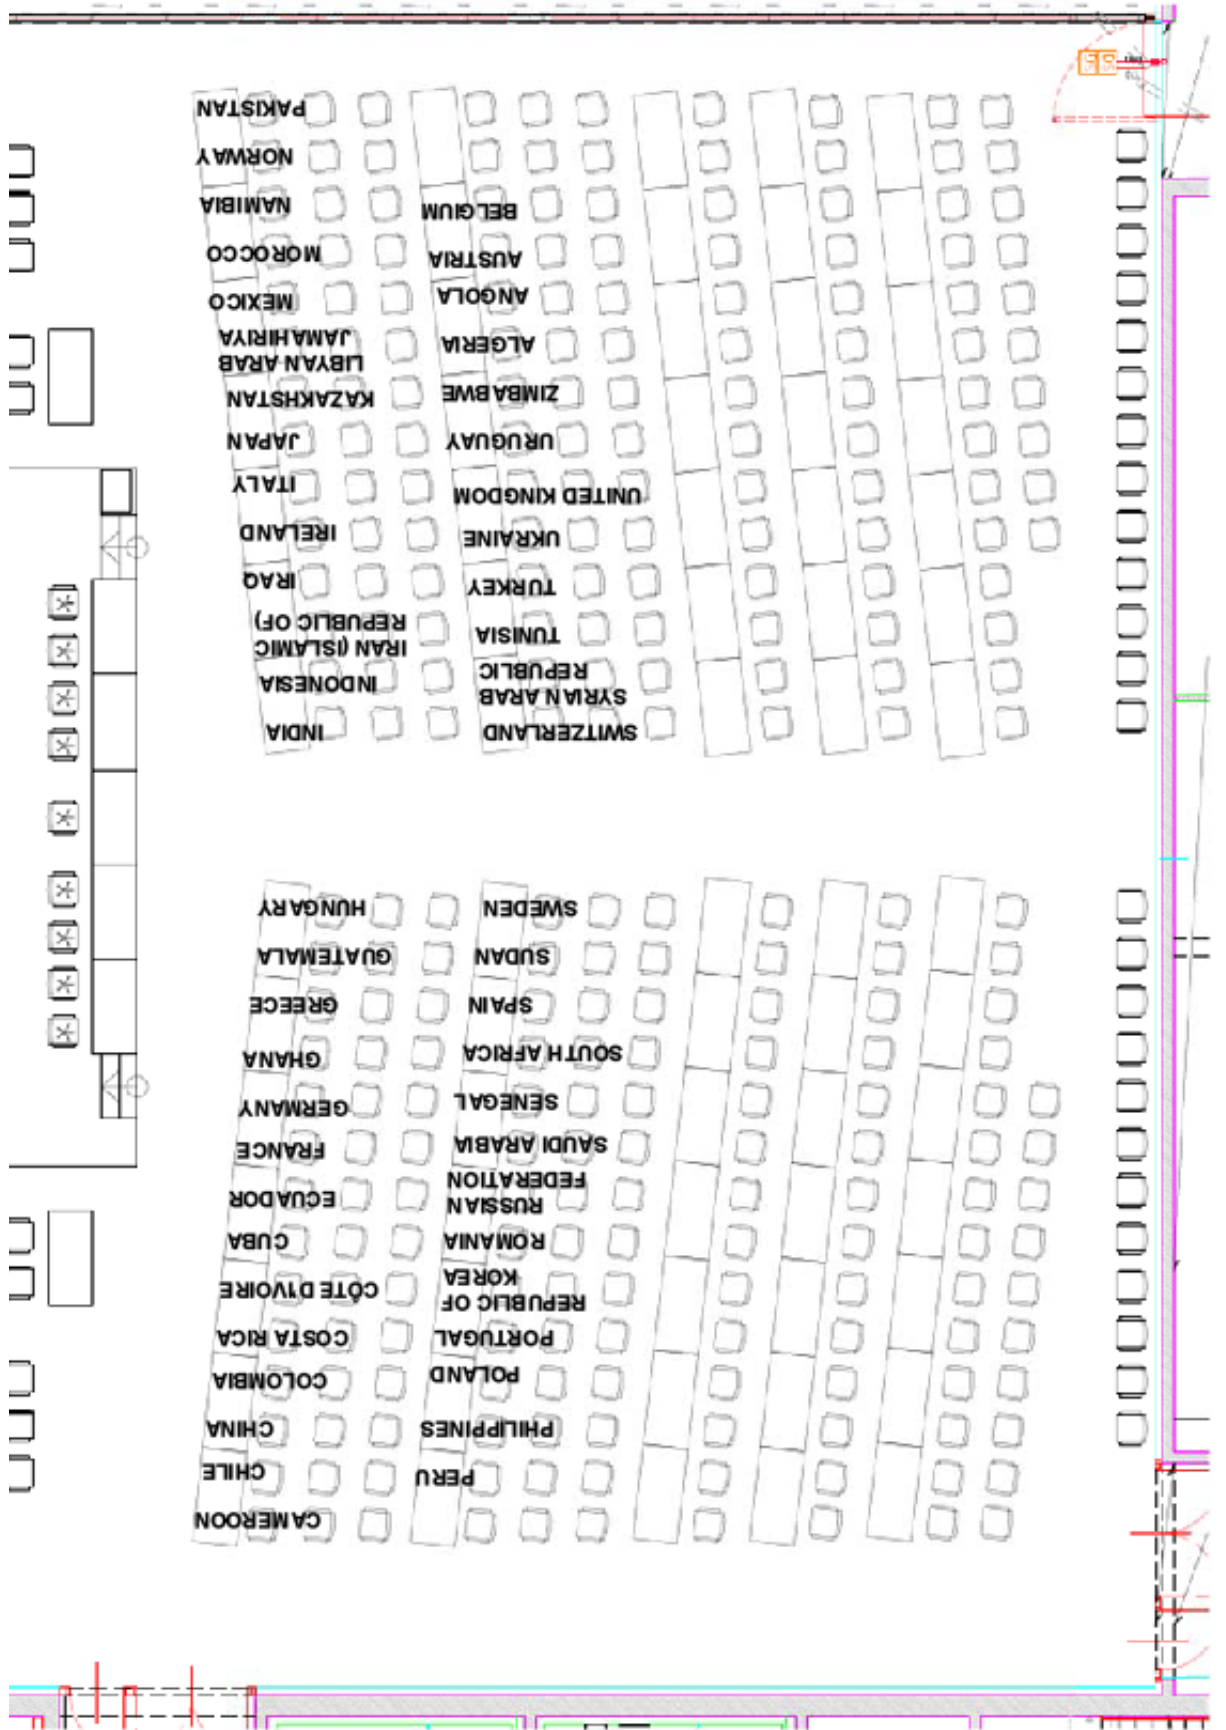 CAMEROON
CHILE
CHINA
COLOMBIA
COSTA RICA
CÔTE D'IVOIRE
CUBA
ECUADOR
FRANCE
GERMANY
GHANA
GREECE
GUATEMALA
HUNGARY
INDIA
INDONESIA
IRAN (ISLAMIC
REPUBLIC OF)
IRAQ
IRELAND
ITALY
JAPAN
KAZAKHSTAN
LIBYAN ARAB
JAMAHIRIYA
MEXICO
MOROCCO
NAMIBIA
NORWAY
PAKISTAN
PERU
PHILIPPINES
POLAND
PORTUGAL
REPUBLIC OF
KOREA
ROMANIA
RUSSIAN
FEDERATION
SAUDI ARABIA
SENEGAL
SOUTH AFRICA
SPAIN
SUDAN
SWEDEN
SWITZERLAND
SYRIAN ARAB
REPUBLIC
TUNISIA
TURKEY
UKRAINE
UNITED KINGDOM
URUGUAY
ZIMBABWE
ALGERIA
ANGOLA
AUSTRIA
BELGIUM